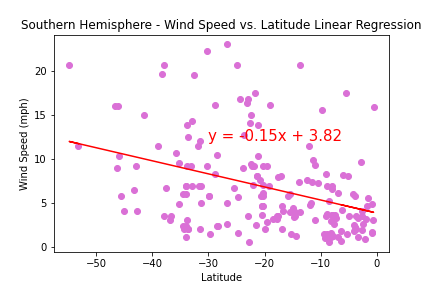 Southern Hemisphere - Wind Speed vs. Latitude Linear Regression
Wind Speed (mph)
20
15
10
5
0
y = -0.15x + 3.82
−50
−40
−30
−20
−10
0
Latitude